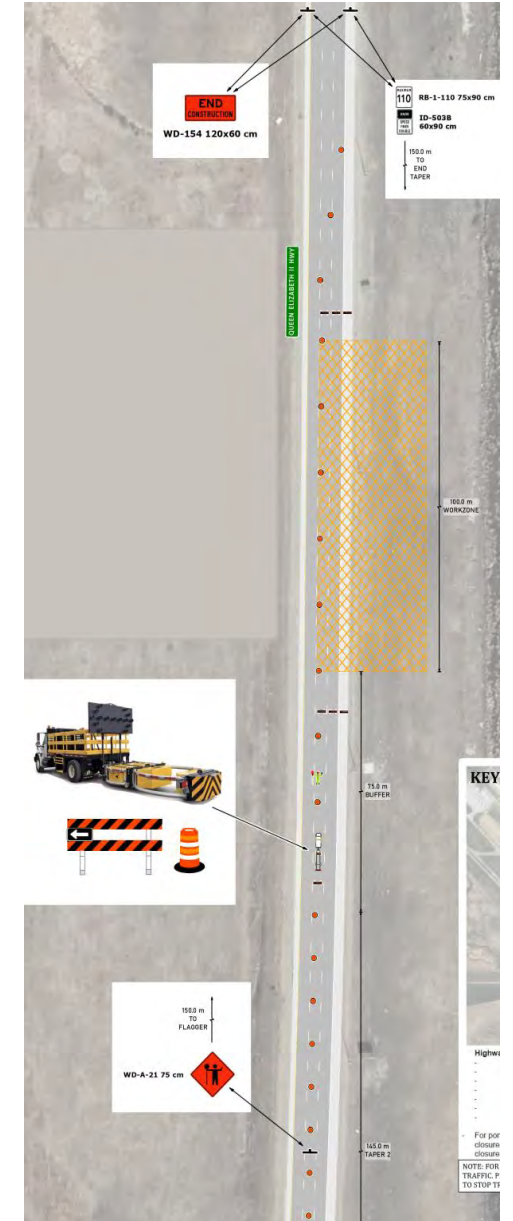 END
CONSTRUCTION
WD-154 120x60 cm
MAXIMUM
110
RB-1-110 75x90 cm
ID-503B
60x90 cm
150.0 m
TO
END
TAPER
QUEEN ELIZABETH II HWY
100.0 m
WORKZONE
75.0 m
BUFFER
KEY
150.0 m
TO
FLAGGER
WD-A-21 75 cm
145.0 m
TAPER 2
Highwa
- For por
closure
closure
NOTE: FOR
TRAFFIC. P
TO STOP TR